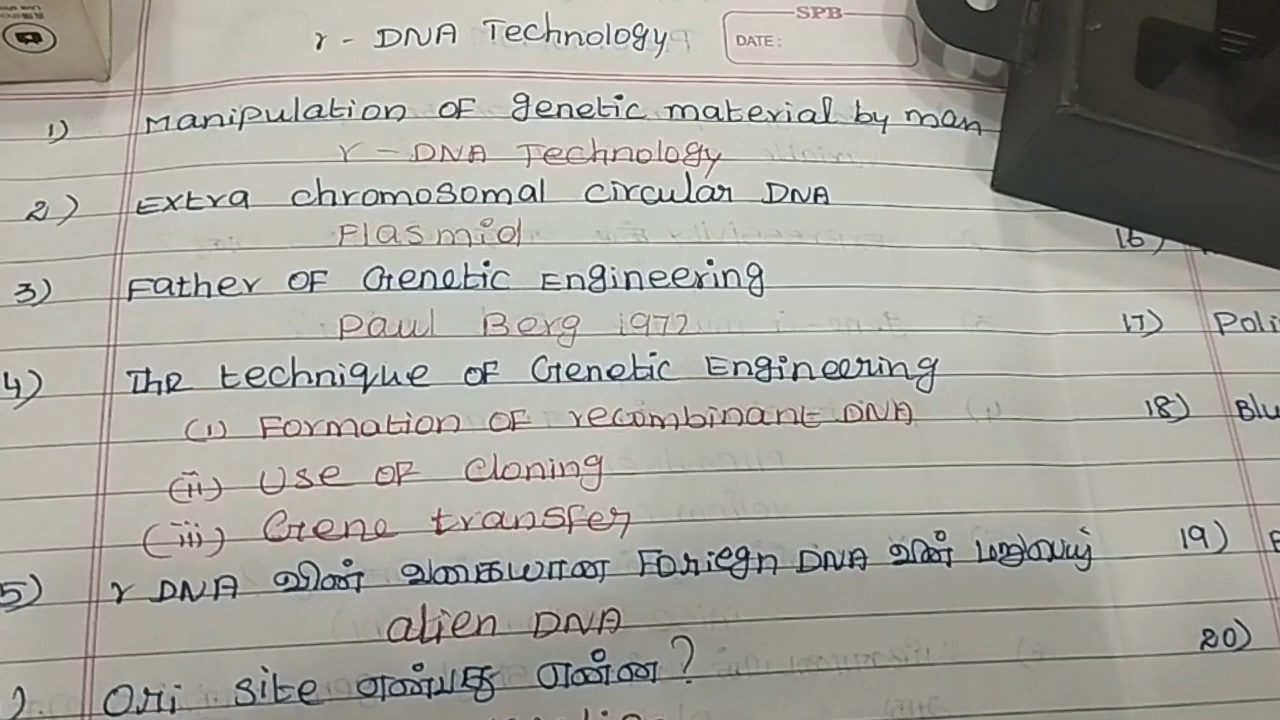 r - DNA Technology
SPB
DATE:
1) Manipulation of genetic material by man
r - DNA Technology
2) Extra chromosomal circular DNA
Plasmid
3) Father of Genetic Engineering
Paul Berg 1972
4) The technique of Genetic Engineering
(i) Formation of recombinant DNA
(ii) Use of cloning
(iii) Gene transfer
5) r DNA வின் வகையான Foriegn DNA வின்
alien DNA
Ori site என்பது என்ன?
16)
17) Poli
18) Blu
19)
20)